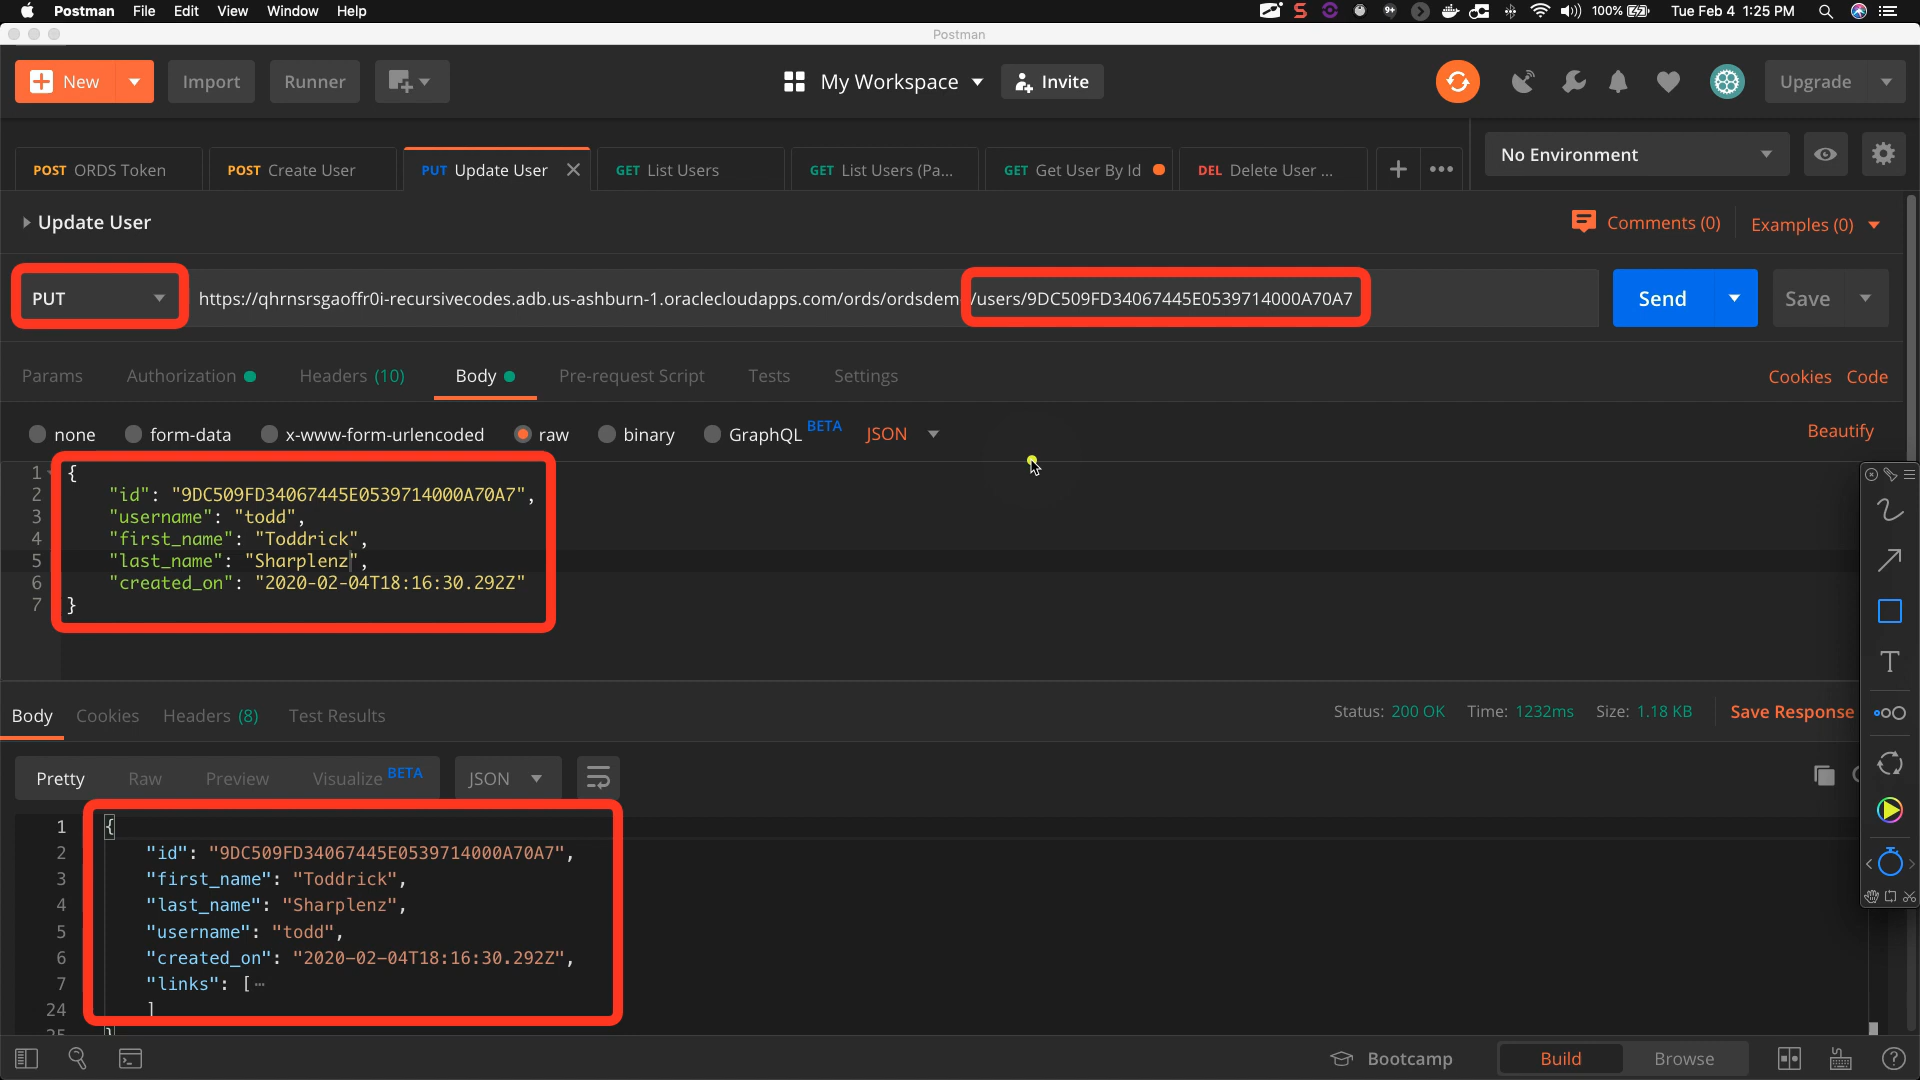 Postman File Edit View Window Help 100% Tue Feb 4 1:25 PM
Postman
New Import Runner My Workspace Invite Upgrade
POST ORDS Token POST Create User PUT Update User GET List Users GET List Users (Pa... GET Get User By Id DEL Delete User ... No Environment
Update User Comments (0) Examples (0)
PUT https://qhrnsrsgaoffr0i-recursivecodes.adb.us-ashburn-1.oraclecloudapps.com/ords/ordsdem /users/9DC509FD34067445E0539714000A70A7 Send Save
Params Authorization Headers (10) Body Pre-request Script Tests Settings Cookies Code
none form-data x-www-form-urlencoded raw binary GraphQL BETA JSON Beautify
1 {
2 "id": "9DC509FD34067445E0539714000A70A7",
3 "username": "todd",
4 "first_name": "Toddrick",
5 "last_name": "Sharplenz",
6 "created_on": "2020-02-04T18:16:30.292Z"
7 }
Body Cookies Headers (8) Test Results Status: 200 OK Time: 1232ms Size: 1.18 KB Save Response
Pretty Raw Preview Visualize BETA JSON
1 {
2 "id": "9DC509FD34067445E0539714000A70A7",
3 "first_name": "Toddrick",
4 "last_name": "Sharplenz",
5 "username": "todd",
6 "created_on": "2020-02-04T18:16:30.292Z",
7 "links": [⋯
24 ]
25 }
Bootcamp Build Browse